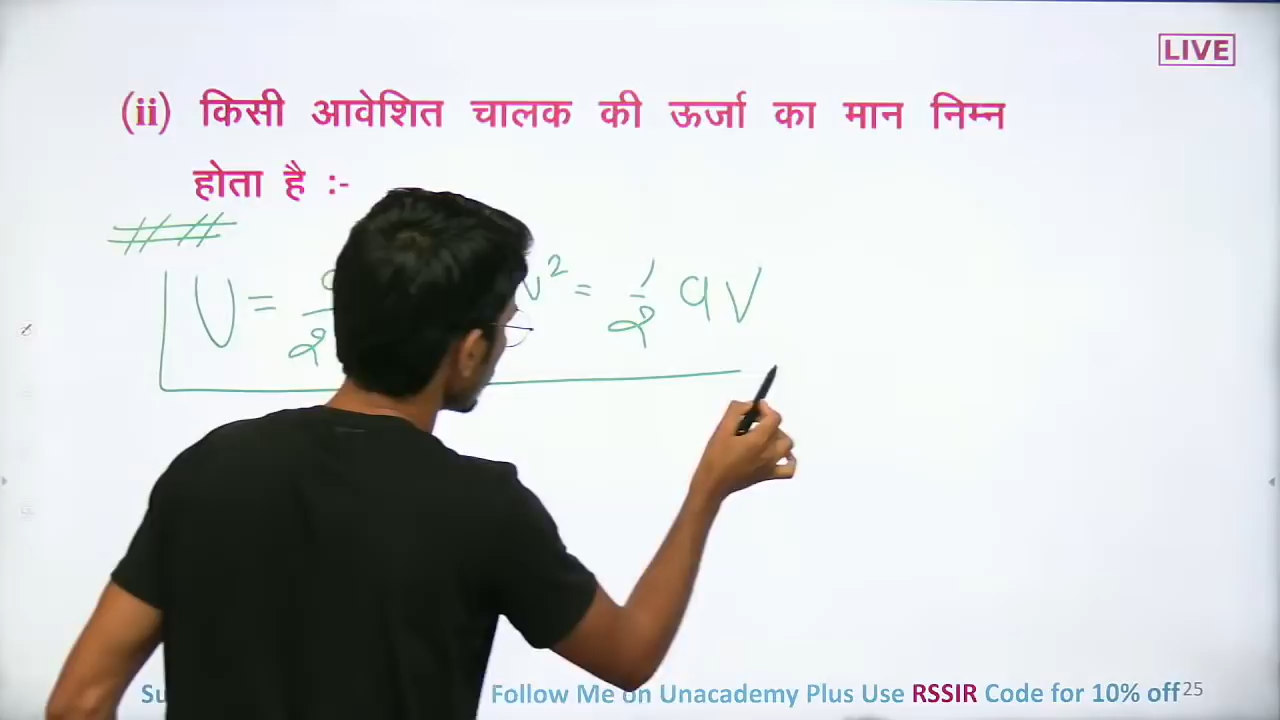 LIVE
(ii) किसी आवेशित चालक की ऊर्जा का मान निम्न
होता है :-
U = 2 v² = 1/2 qV
Follow Me on Unacademy Plus Use RSSIR Code for 10% off 25